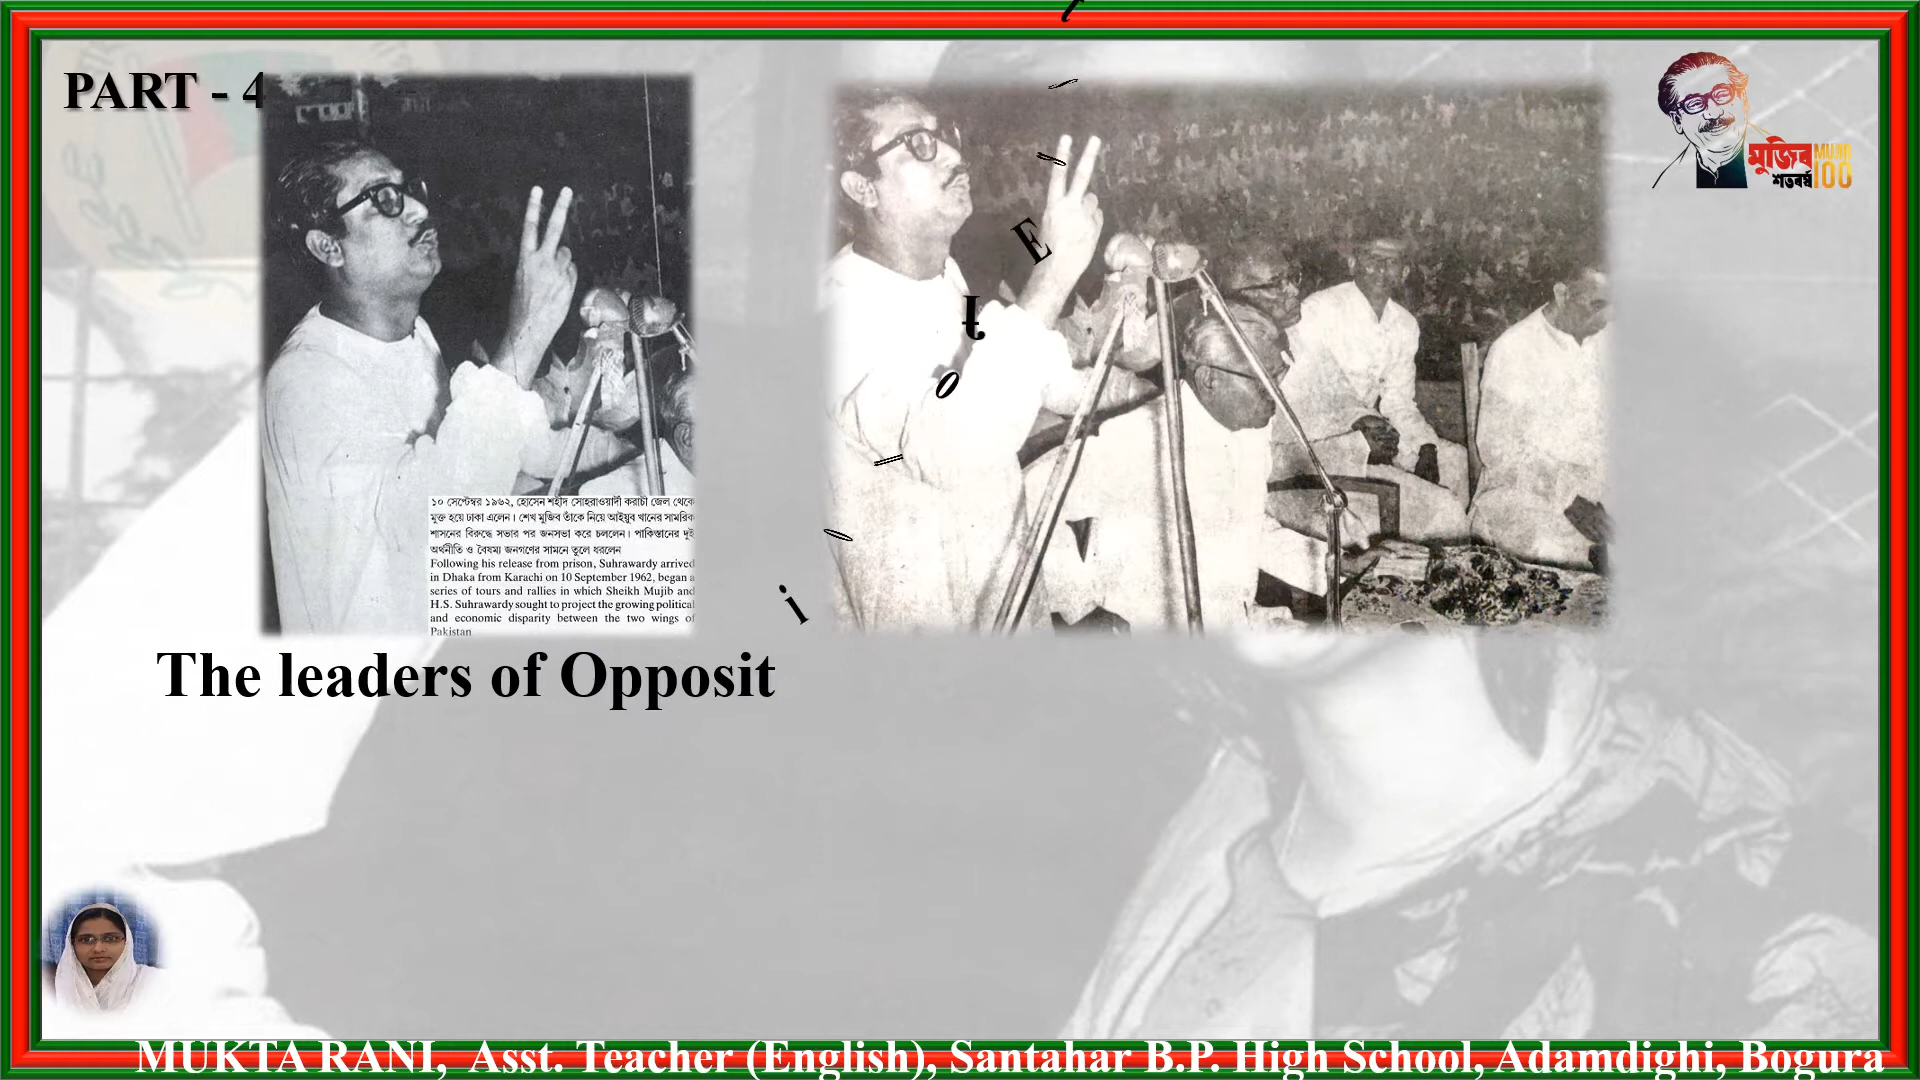 PART - 4
মুজিব
MUJIB
শতবর্ষ
100
১০ সেপ্টেম্বর ১৯৬২, হোসেন শহীদ সোহরাওয়ার্দী করাচী জেল থেকে
মুক্ত হয়ে ঢাকা এলেন। শেখ মুজিব তাঁকে নিয়ে আইয়ুব খানের সামরিক
শাসনের বিরুদ্ধে সভার পর জনসভা করে চললেন। পাকিস্তানের দুই
অর্থনীতি ও বৈষম্য জনগণের সামনে তুলে ধরলেন
Following his release from prison, Suhrawardy arrived
in Dhaka from Karachi on 10 September 1962, began a
series of tours and rallies in which Sheikh Mujib and
H.S. Suhrawardy sought to project the growing political
and economic disparity between the two wings of
Pakistan
The leaders of Opposit
i
MUKTA RANI, Asst. Teacher (English), Santahar B.P. High School, Adamdighi, Bogura